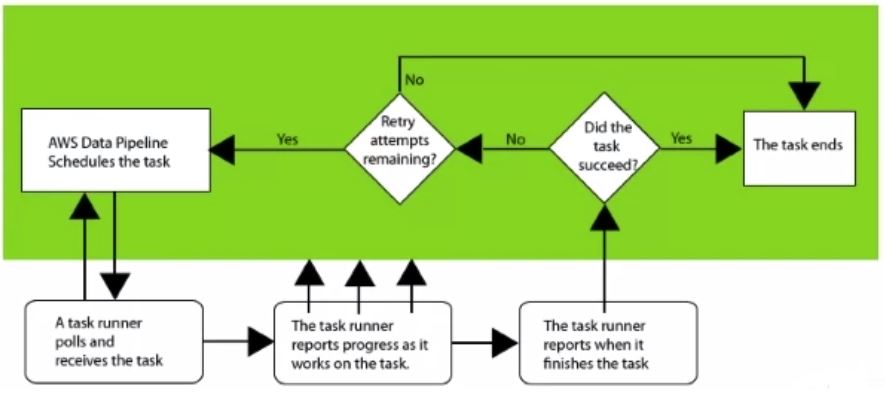 No
AWS Data Pipeline
Schedules the task
Yes
Retry
attempts
remaining?
No
Did the
task
succeed?
Yes
The task ends
A task runner
polls and
receives the task
The task runner
reports progress as it
works on the task.
The task runner
reports when it
finishes the task